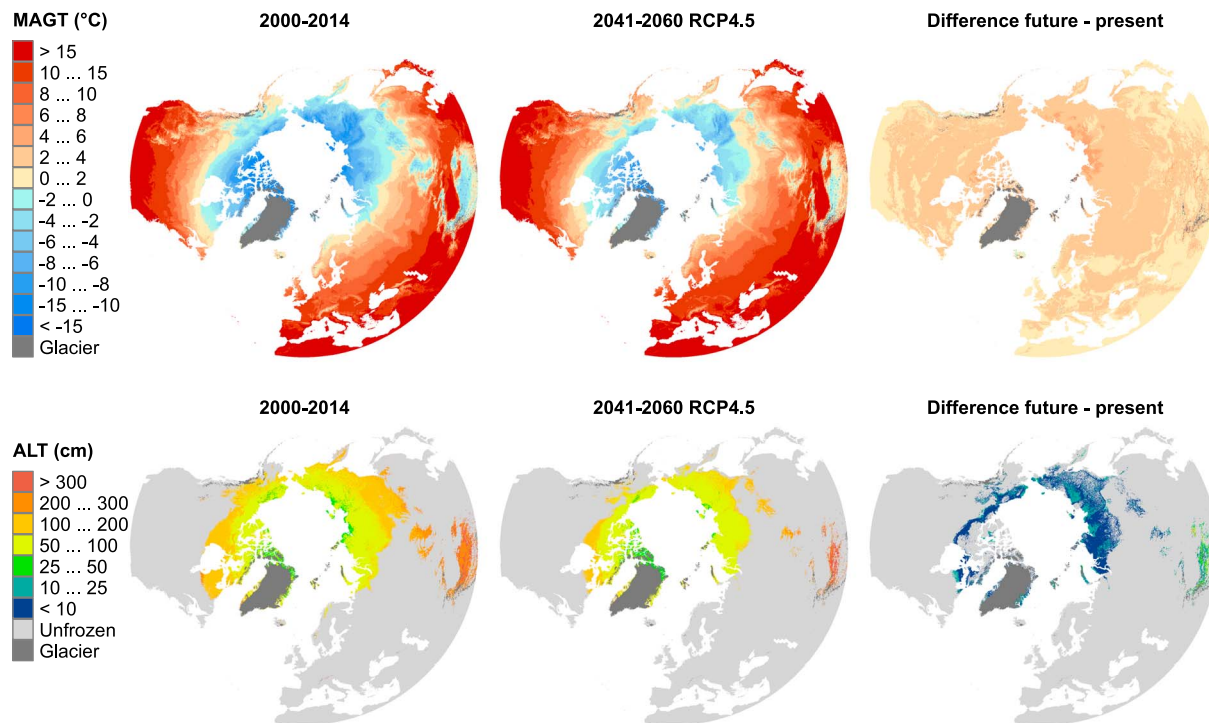 MAGT (°C)
2000-2014
2041-2060 RCP4.5
Difference future - present
> 15
10 ... 15
8 ... 10
6 ... 8
4 ... 6
2 ... 4
0 ... 2
-2 ... 0
-4 ... -2
-6 ... -4
-8 ... -6
-10 ... -8
-15 ... -10
< -15
Glacier
2000-2014
2041-2060 RCP4.5
Difference future - present
ALT (cm)
> 300
200 ... 300
100 ... 200
50 ... 100
25 ... 50
10 ... 25
< 10
Unfrozen
Glacier